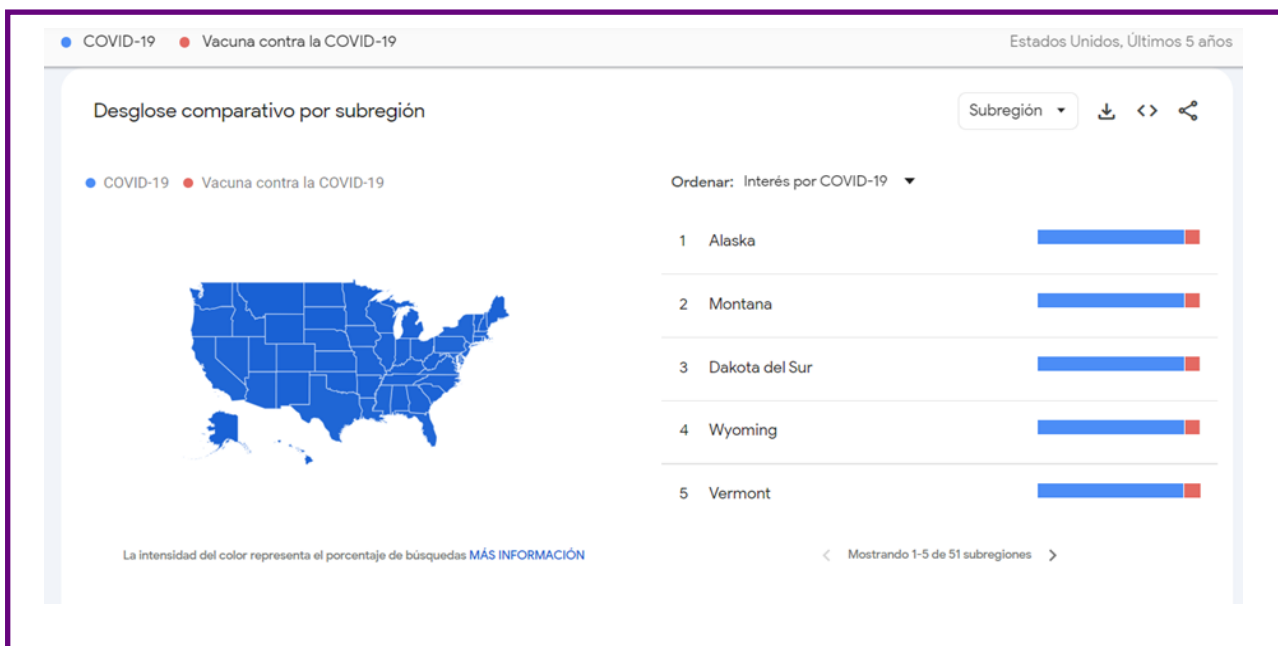 COVID-19 Vacuna contra la COVID-19 Estados Unidos, Últimos 5 años
Desglose comparativo por subregión Subregión
COVID-19 Vacuna contra la COVID-19
Ordenar: Interés por COVID-19
1 Alaska
2 Montana
3 Dakota del Sur
4 Wyoming
5 Vermont
La intensidad del color representa el porcentaje de búsquedas MÁS INFORMACIÓN
Mostrando 1-5 de 51 subregiones